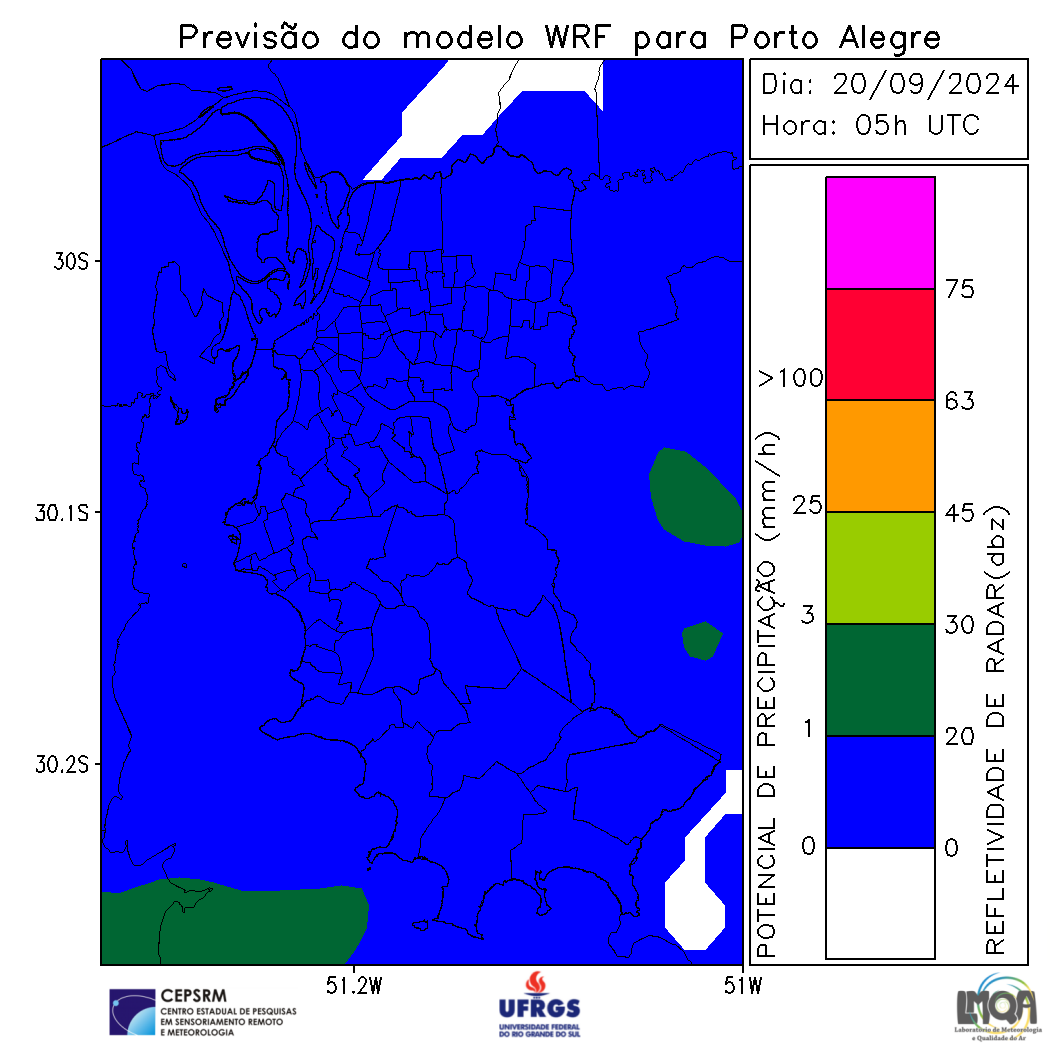 Previsão do modelo WRF para Porto Alegre
Dia: 20/09/2024
Hora: 05h UTC
30S
30.1S
30.2S
51.2W
51W
POTENCIAL DE PRECIPITAÇÃO (mm/h)
>100
25
3
1
0
75
63
45
30
20
0
REFLETIVIDADE DE RADAR(dbz)
CEPSRM
CENTRO ESTADUAL DE PESQUISAS
EM SENSORIAMENTO REMOTO
E METEOROLOGIA
UFRGS
UNIVERSIDADE FEDERAL
DO RIO GRANDE DO SUL
LMQA
Laboratório de Meteorologia
e Qualidade do Ar